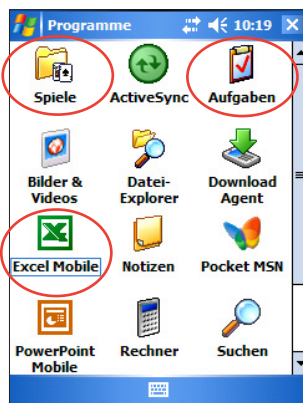 Programme 10:19
Spiele ActiveSync Aufgaben
Bilder & Datei- Download
Videos Explorer Agent
Excel Mobile Notizen Pocket MSN
PowerPoint Rechner Suchen
Mobile